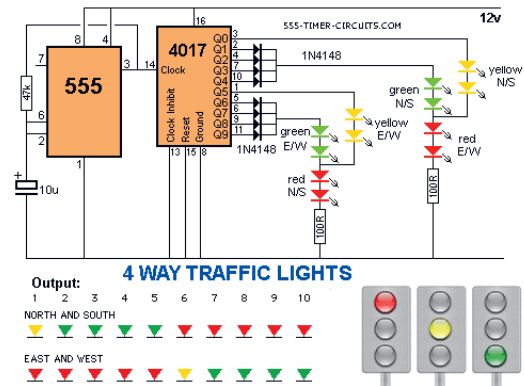 16
555-TIMER-CIRCUITS.COM
12v
8
4
Q0
3
4017
Q1
2
Q2
4
1N4148
7
3
14
Q3
7
555
Clock
Q4
10
yellow
N/S
Q5
1
green
N/S
47k
Clock Inhibit
Reset
Ground
Q6
5
Q7
6
6
Q8
9
green
E/W
yellow
E/W
2
Q9
11
1N4148
red
E/W
1
13
15
8
red
N/S
100R
+
10u
100R
4 WAY TRAFFIC LIGHTS
Output:
1 2 3 4 5 6 7 8 9 10
NORTH AND SOUTH
EAST AND WEST